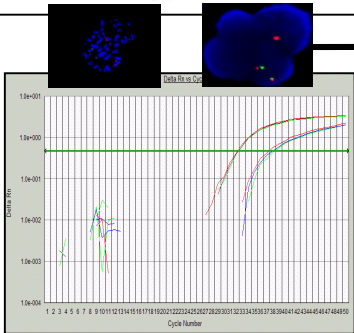 Delta Rn vs Cyc
1.0e+001
1.0e+000
1.0e-001
1.0e-002
1.0e-003
1.0e-004
Delta Rn
1 2 3 4 5 6 7 8 9 10 11 12 13 14 15 16 17 18 19 20 21 22 23 24 25 26 27 28 29 30 31 32 33 34 35 36 37 38 39 40 41 42 43 44 45 46 47 48 49 50
Cycle Number